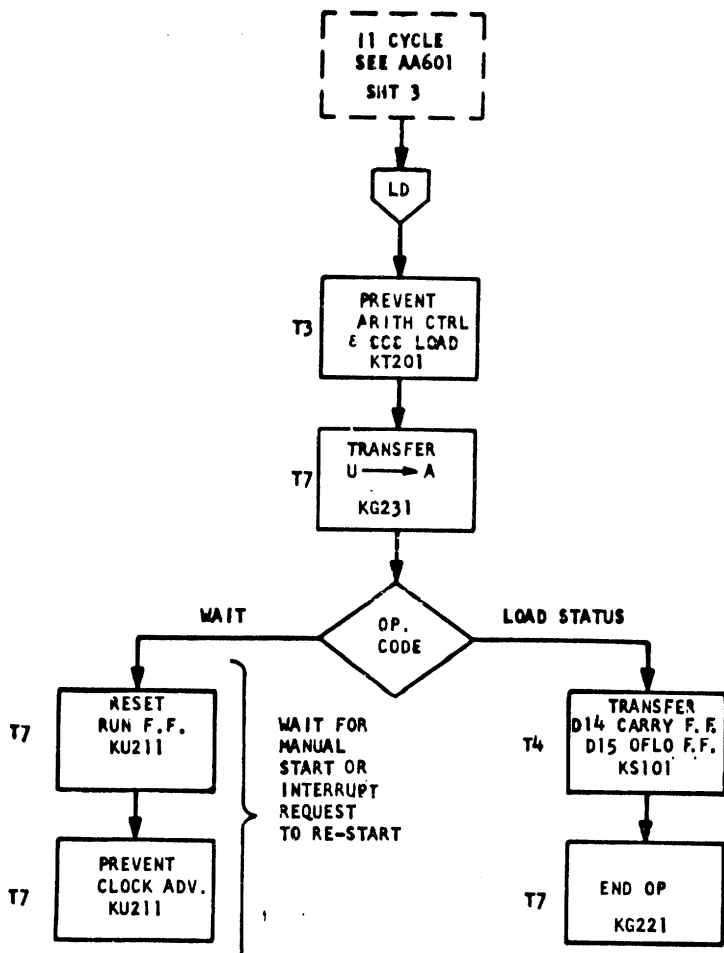 I1 CYCLE
SEE AA601
SHT 3
LD
T3
PREVENT
ARITH CTRL
& CCC LOAD
KT201
T7
TRANSFER
U → A
KG231
WAIT
OP.
CODE
LOAD STATUS
T7
RESET
RUN F.F.
KU211
WAIT FOR
MANUAL
START OR
INTERRUPT
REQUEST
TO RE-START
T4
TRANSFER
D14 CARRY F.F.
D15 OFLO F.F.
KS101
T7
PREVENT
CLOCK ADV.
KU211
T7
END OP
KG221